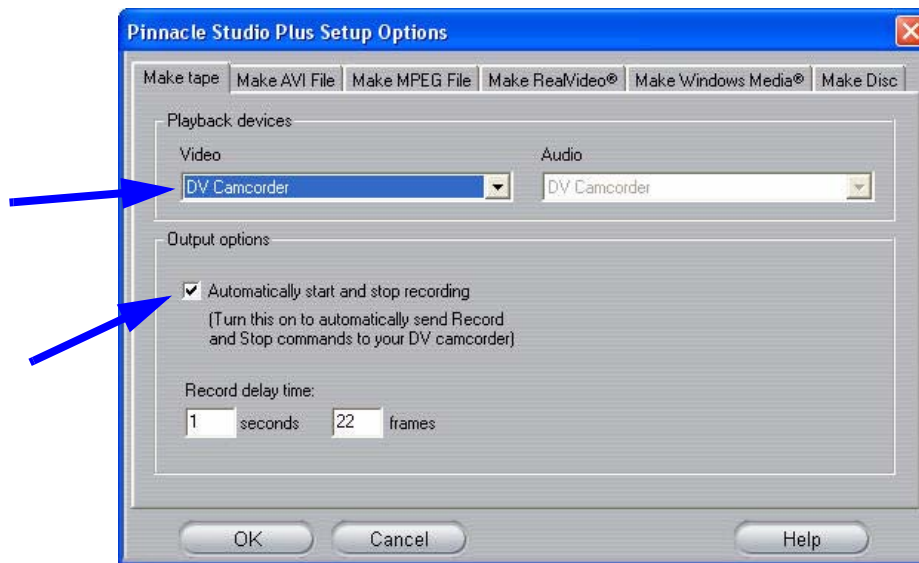 Pinnacle Studio Plus Setup Options
Make tape Make AVI File Make MPEG File Make RealVideo® Make Windows Media® Make Disc
Playback devices
Video Audio
DV Camcorder DV Camcorder
Output options
Automatically start and stop recording
(Turn this on to automatically send Record
and Stop commands to your DV camcorder)
Record delay time:
1 seconds 22 frames
OK Cancel Help